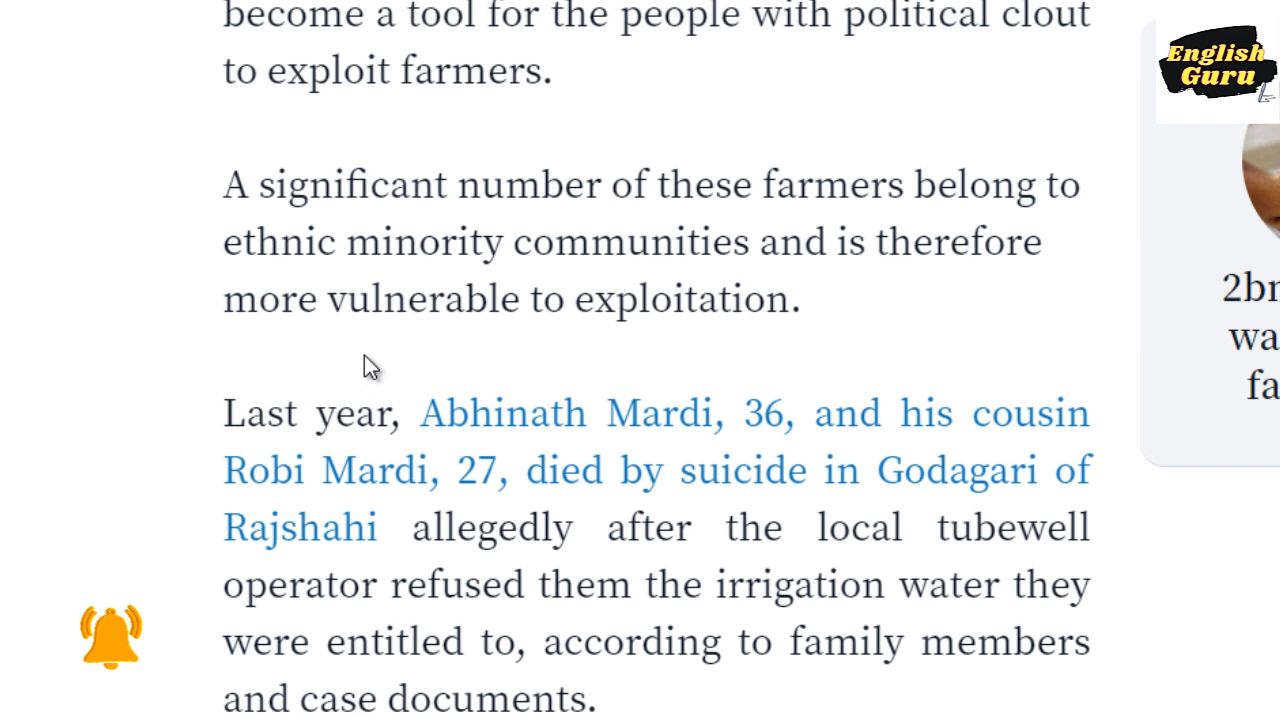 become a tool for the people with political clout
to exploit farmers.
A significant number of these farmers belong to
ethnic minority communities and is therefore
more vulnerable to exploitation.
Last year, Abhinath Mardi, 36, and his cousin
Robi Mardi, 27, died by suicide in Godagari of
Rajshahi allegedly after the local tubewell
operator refused them the irrigation water they
were entitled to, according to family members
and case documents.
English
Guru